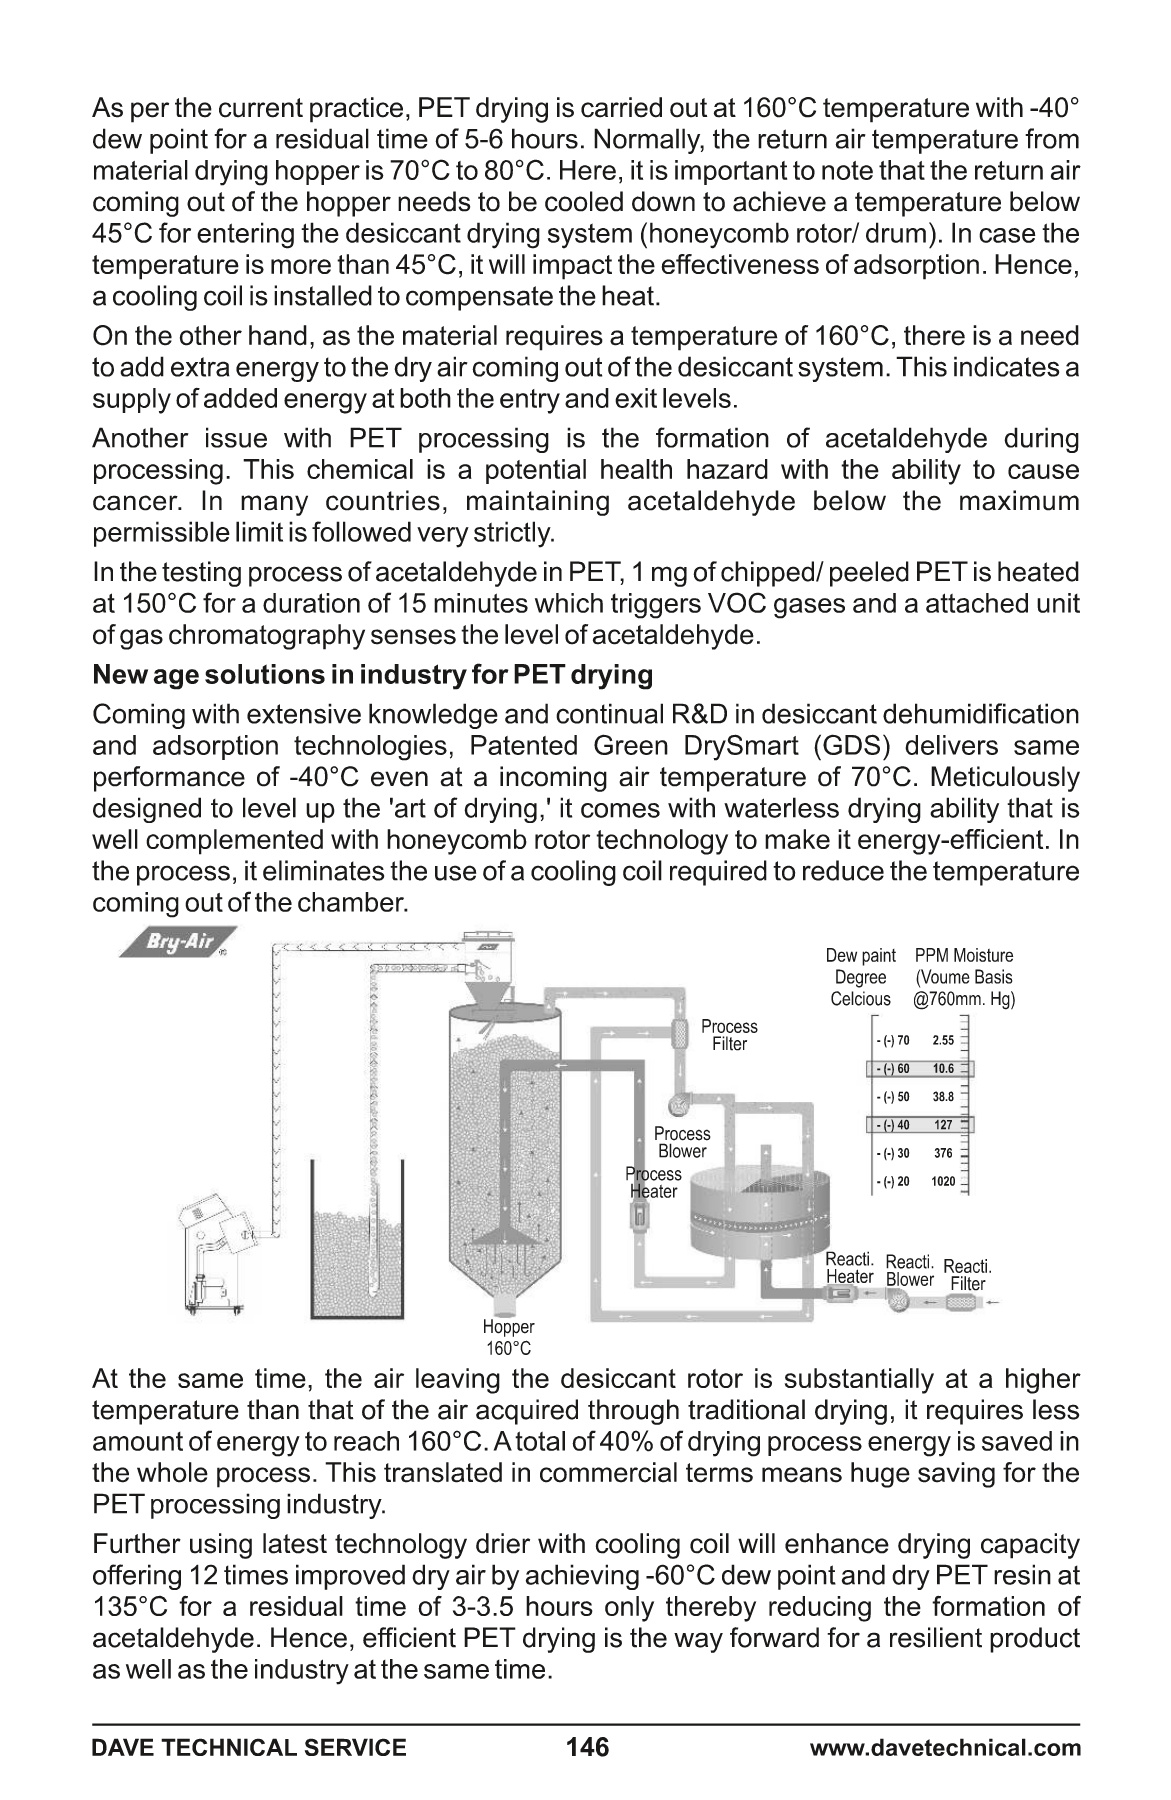 As per the current practice, PET drying is carried out at 160°C temperature with -40°
dew point for a residual time of 5-6 hours. Normally, the return air temperature from
material drying hopper is 70°C to 80°C. Here, it is important to note that the return air
coming out of the hopper needs to be cooled down to achieve a temperature below
45°C for entering the desiccant drying system (honeycomb rotor/ drum). In case the
temperature is more than 45°C, it will impact the effectiveness of adsorption. Hence,
a cooling coil is installed to compensate the heat.
On the other hand, as the material requires a temperature of 160°C, there is a need
to add extra energy to the dry air coming out of the desiccant system. This indicates a
supply of added energy at both the entry and exit levels.
Another issue with PET processing is the formation of acetaldehyde during
processing. This chemical is a potential health hazard with the ability to cause
cancer. In many countries, maintaining acetaldehyde below the maximum
permissible limit is followed very strictly.
In the testing process of acetaldehyde in PET, 1 mg of chipped/ peeled PET is heated
at 150°C for a duration of 15 minutes which triggers VOC gases and a attached unit
of gas chromatography senses the level of acetaldehyde.
New age solutions in industry for PET drying
Coming with extensive knowledge and continual R&D in desiccant dehumidification
and adsorption technologies, Patented Green DrySmart (GDS) delivers same
performance of -40°C even at a incoming air temperature of 70°C. Meticulously
designed to level up the 'art of drying,' it comes with waterless drying ability that is
well complemented with honeycomb rotor technology to make it energy-efficient. In
the process, it eliminates the use of a cooling coil required to reduce the temperature
coming out of the chamber.
Bry-Air ®
Dew paint PPM Moisture
Degree (Voume Basis
Celcious @760mm. Hg)
- (-) 70 2.55
- (-) 60 10.6
- (-) 50 38.8
- (-) 40 127
- (-) 30 376
- (-) 20 1020
Process
Filter
Process
Blower
Process
Heater
Reacti.
Heater
Reacti.
Blower
Reacti.
Filter
Hopper
160°C
At the same time, the air leaving the desiccant rotor is substantially at a higher
temperature than that of the air acquired through traditional drying, it requires less
amount of energy to reach 160°C. A total of 40% of drying process energy is saved in
the whole process. This translated in commercial terms means huge saving for the
PET processing industry.
Further using latest technology drier with cooling coil will enhance drying capacity
offering 12 times improved dry air by achieving -60°C dew point and dry PET resin at
135°C for a residual time of 3-3.5 hours only thereby reducing the formation of
acetaldehyde. Hence, efficient PET drying is the way forward for a resilient product
as well as the industry at the same time.
DAVE TECHNICAL SERVICE 146 www.davetechnical.com